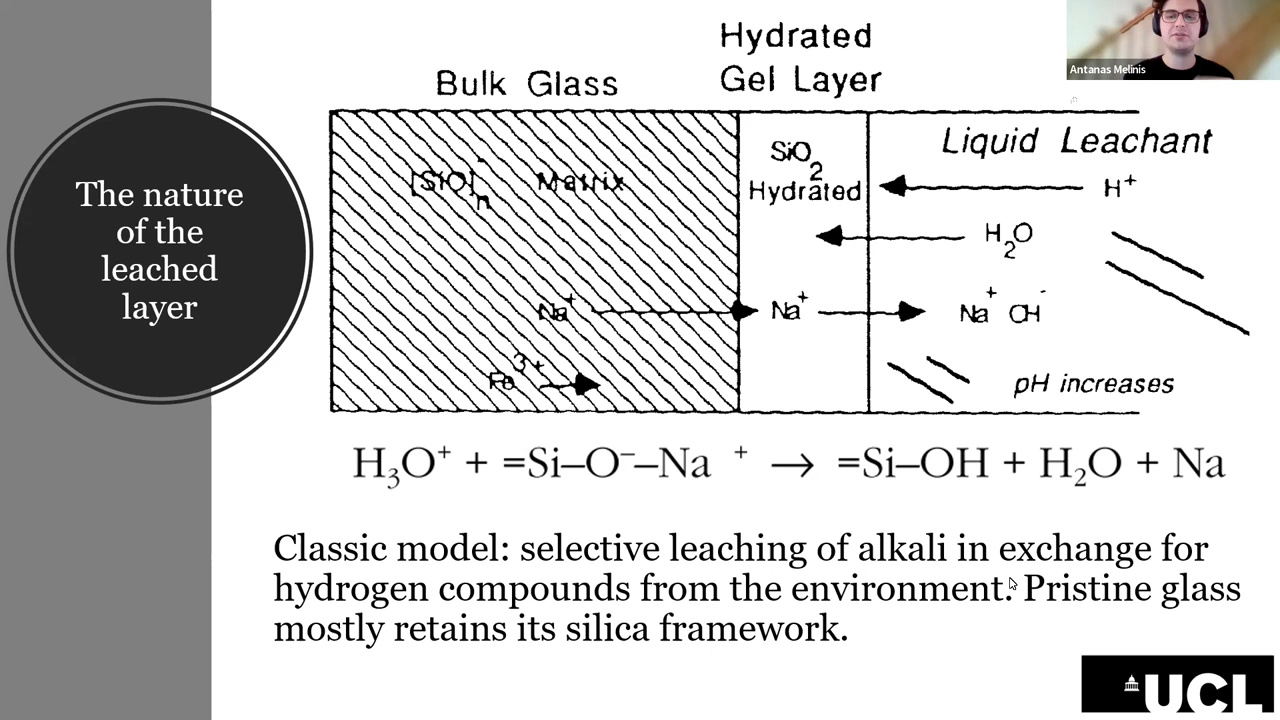 The nature
of the
leached
layer
Bulk Glass
Hydrated
Gel Layer
Liquid Leachant
[SiO]⁻n Matrix
SiO₂
Hydrated
H⁺
H₂O
Na⁺
Na⁺
Na⁺ OH⁻
Fe³⁺
pH increases
H₃O⁺ + =Si–O⁻–Na ⁺ → =Si–OH + H₂O + Na
Classic model: selective leaching of alkali in exchange for
hydrogen compounds from the environment. Pristine glass
mostly retains its silica framework.
Antanas Melinis
UCL